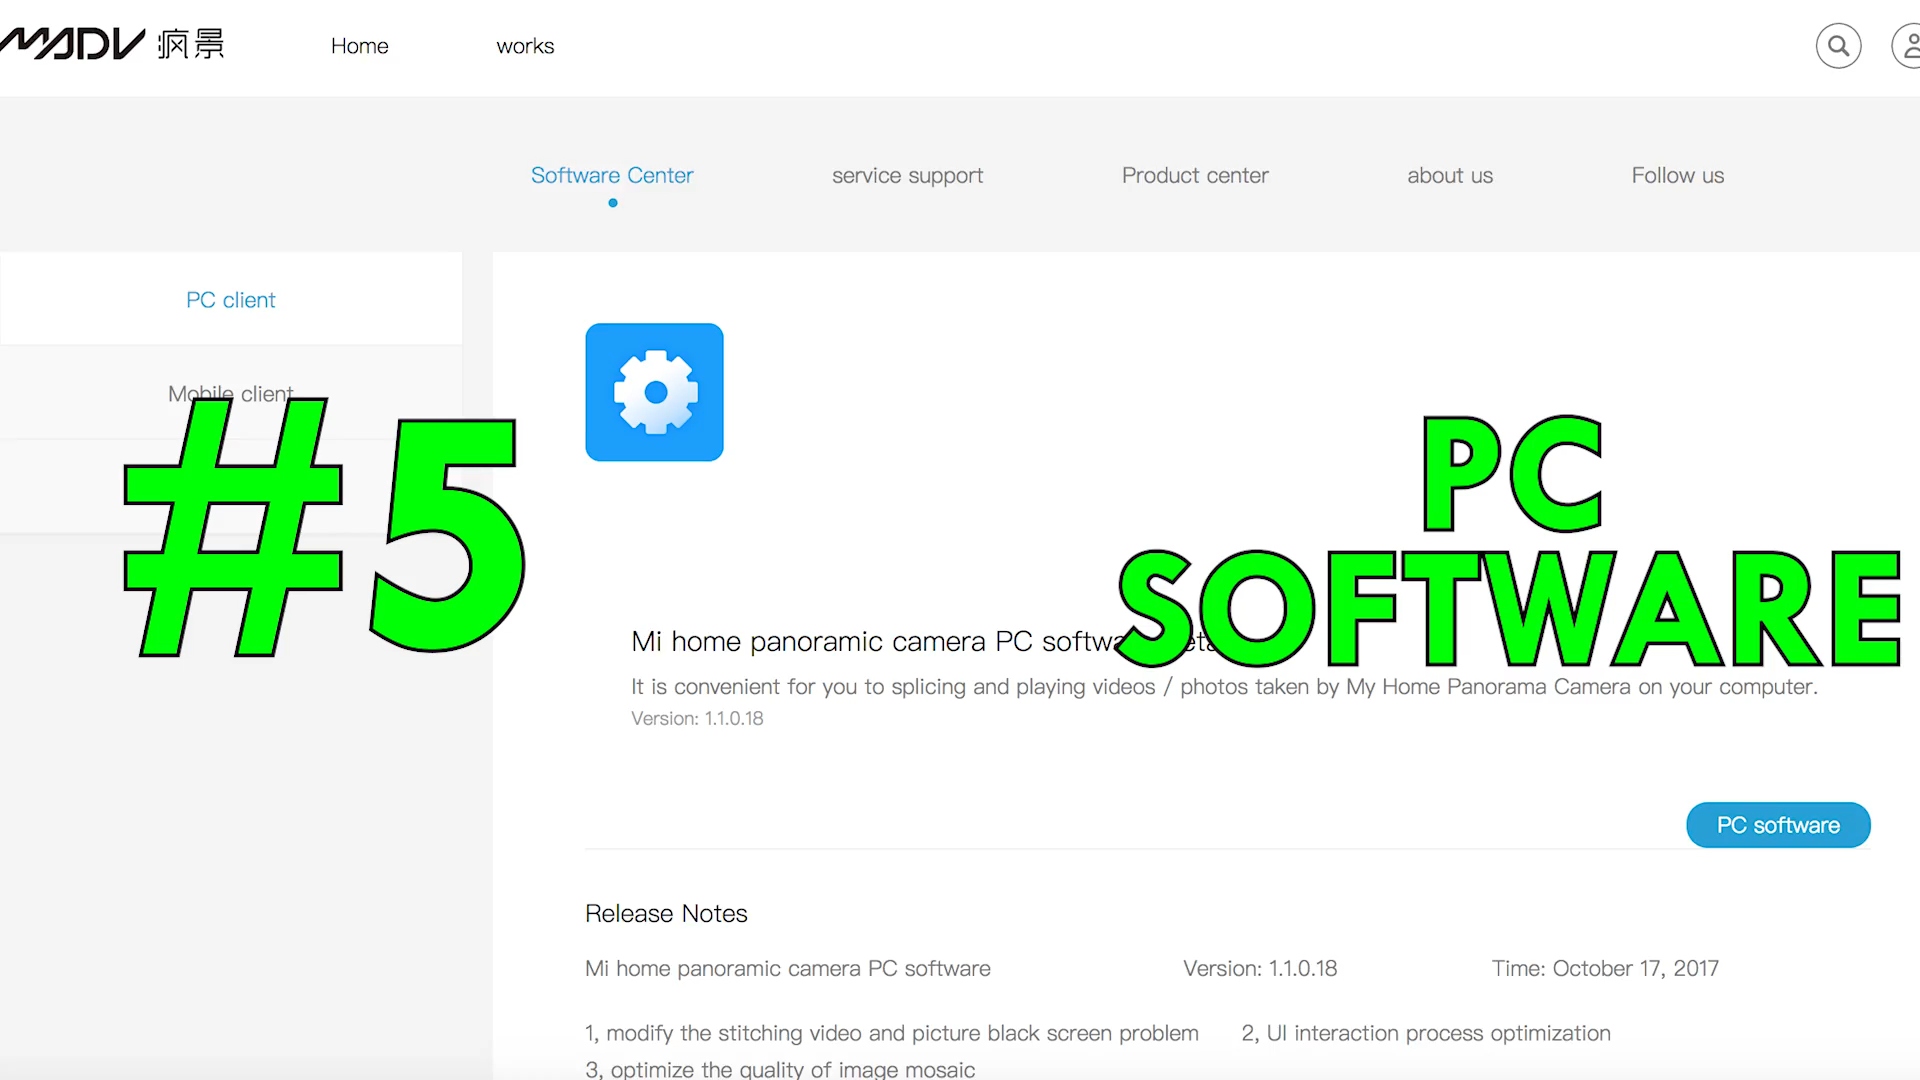 MADV 疯景
Home
works
Software Center
service support
Product center
about us
Follow us
PC client
Mobile client
#5
PC
SOFTWARE
Mi home panoramic camera PC
It is convenient for you to splicing and playing videos / photos taken by My Home Panorama Camera on your computer.
Version: 1.1.0.18
PC software
Release Notes
Mi home panoramic camera PC software
Version: 1.1.0.18
Time: October 17, 2017
1, modify the stitching video and picture black screen problem
2, UI interaction process optimization
3, optimize the quality of image mosaic